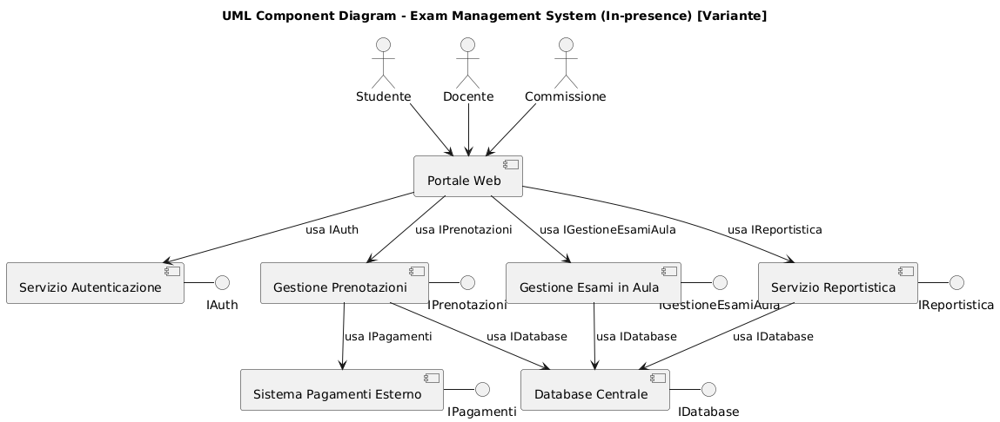 UML Component Diagram - Exam Management System (In-presence) [Variante]
Studente
Docente
Commissione
Portale Web
usa IAuth
usa IPrenotazioni
usa IGestioneEsamiAula
usa IReportistica
Servizio Autenticazione
IAuth
Gestione Prenotazioni
IPrenotazioni
Gestione Esami in Aula
IGestioneEsamiAula
Servizio Reportistica
IReportistica
usa IPagamenti
usa IDatabase
usa IDatabase
usa IDatabase
Sistema Pagamenti Esterno
IPagamenti
Database Centrale
IDatabase